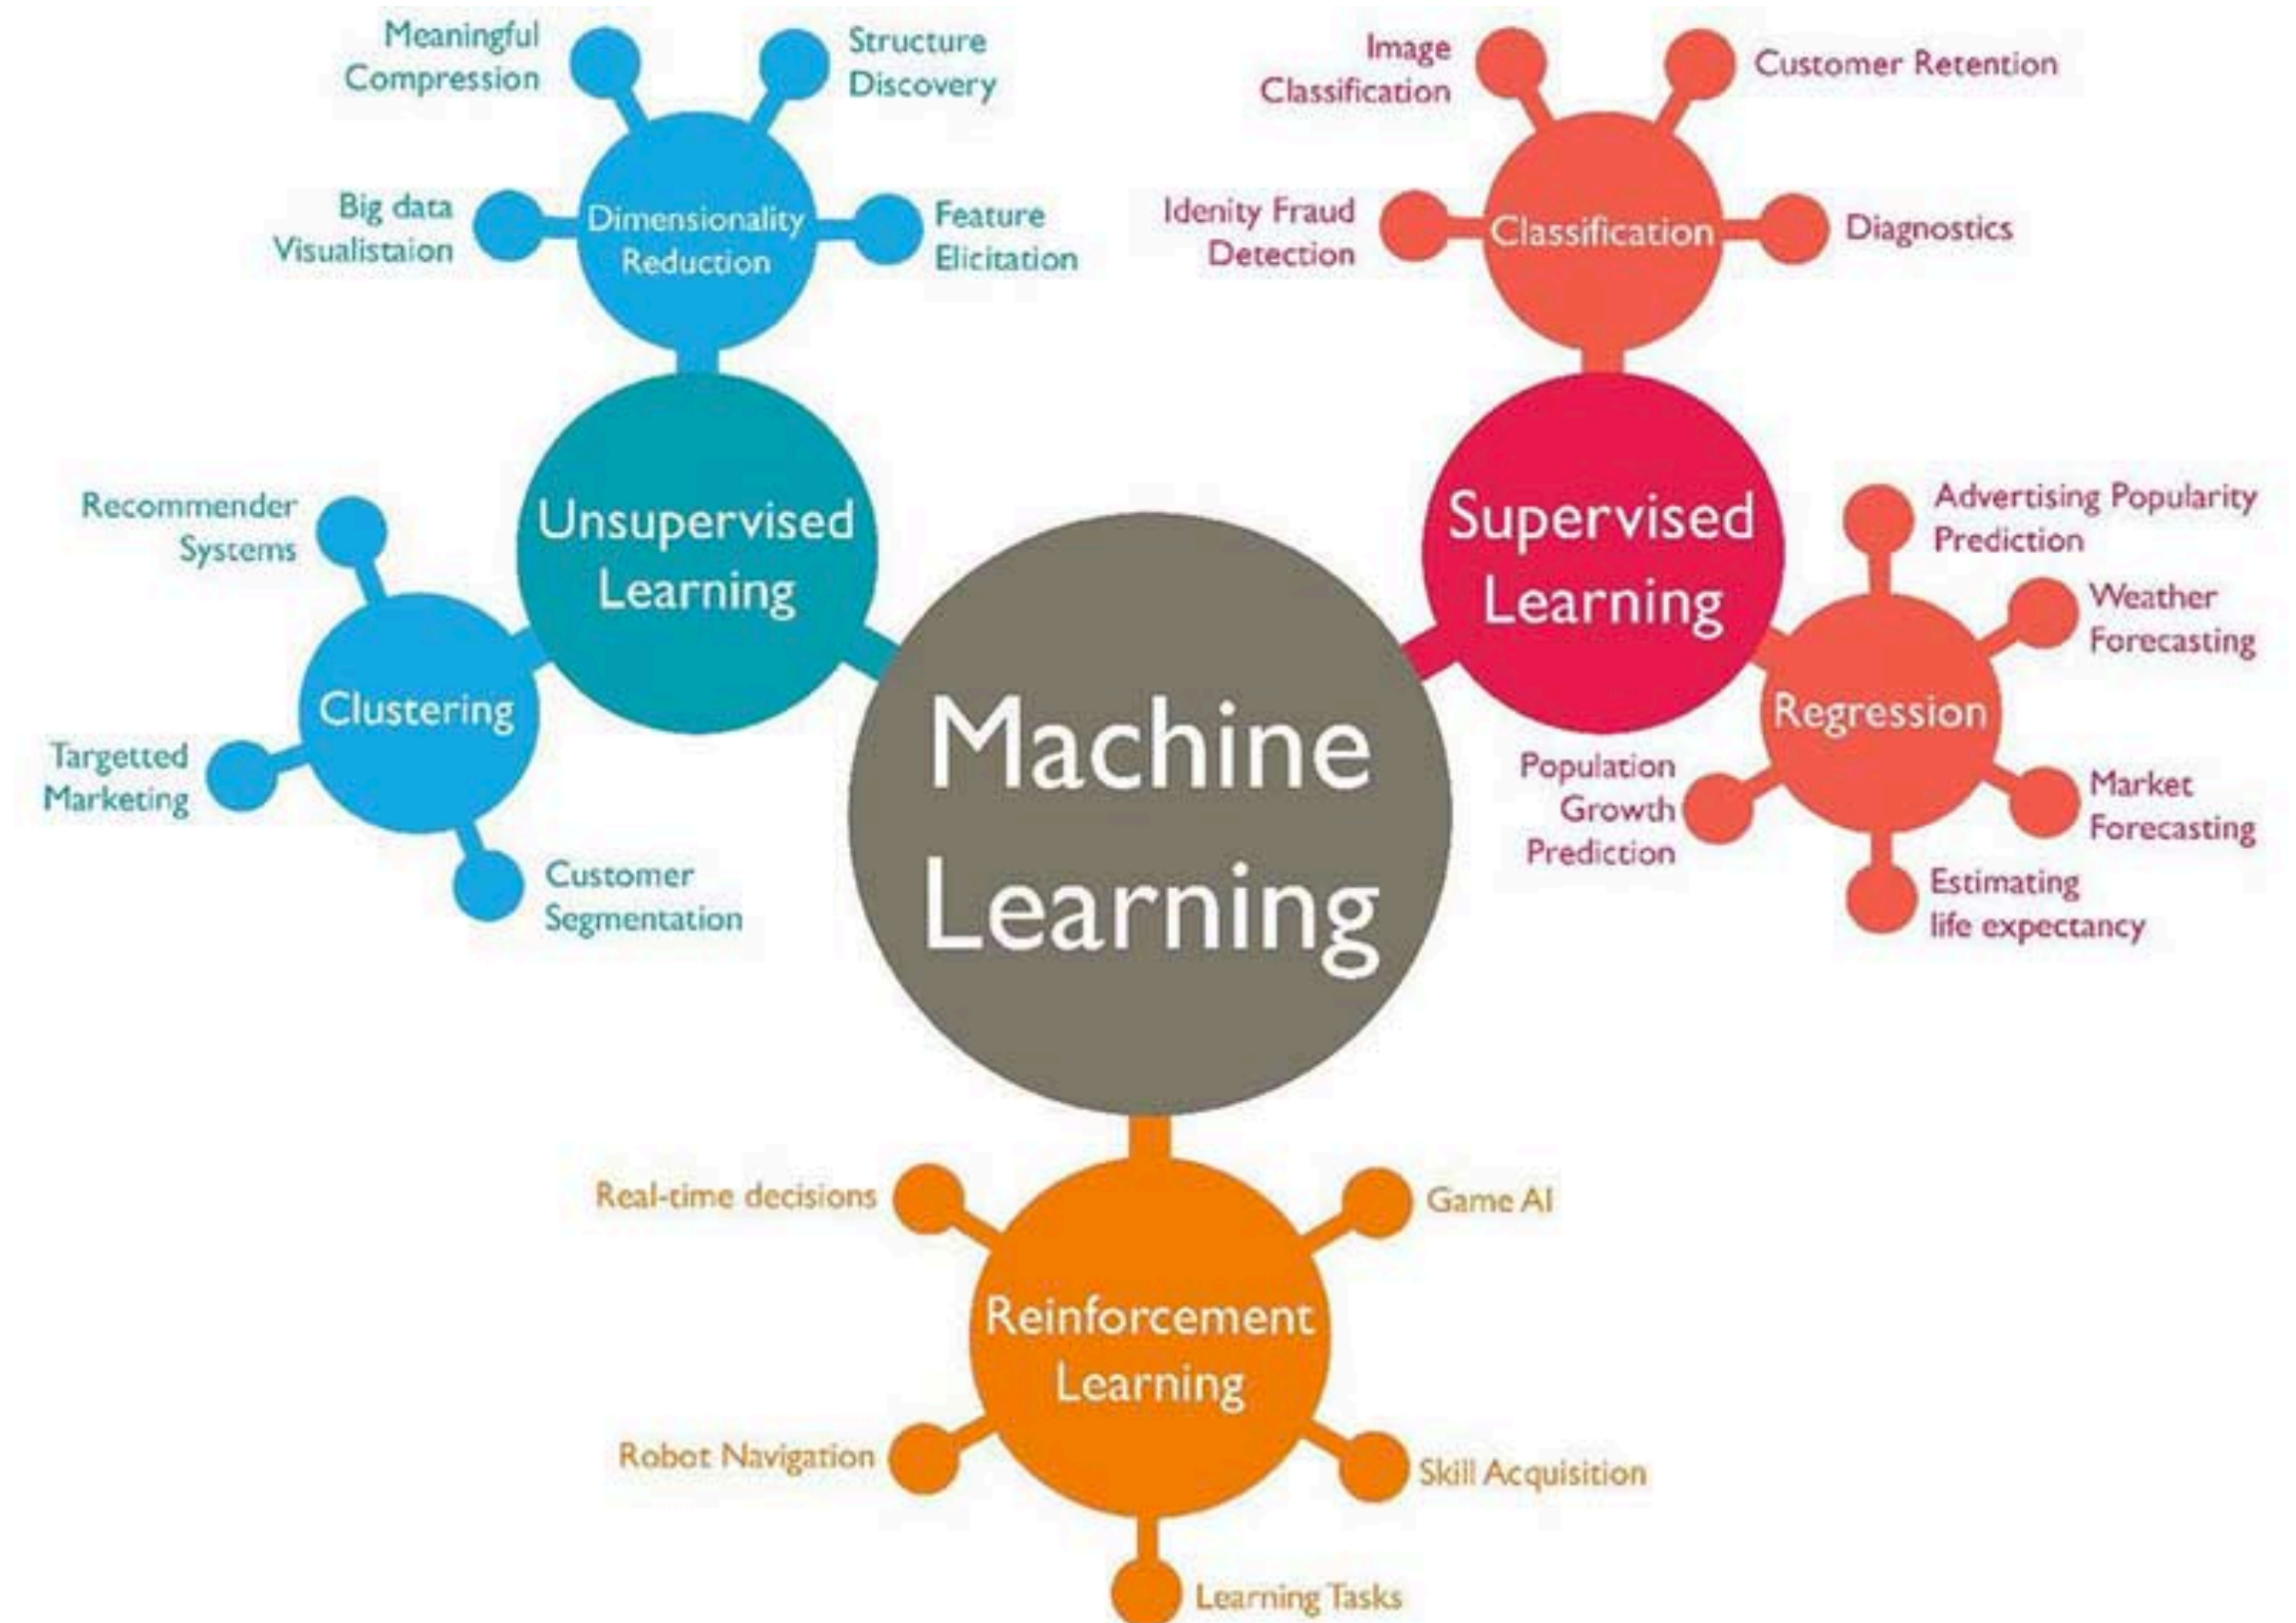 Meaningful
Compression
Structure
Discovery
Big data
Visualistaion
Dimensionality
Reduction
Feature
Elicitation
Image
Classification
Customer Retention
Idenity Fraud
Detection
Classification
Diagnostics
Unsupervised
Learning
Recommender
Systems
Clustering
Targetted
Marketing
Customer
Segmentation
Machine
Learning
Supervised
Learning
Advertising Popularity
Prediction
Weather
Forecasting
Regression
Population
Growth
Prediction
Market
Forecasting
Estimating
life expectancy
Real-time decisions
Game AI
Reinforcement
Learning
Robot Navigation
Skill Acquisition
Learning Tasks